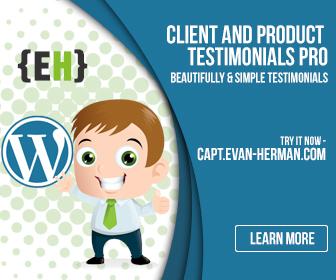 {EH}
CLIENT AND PRODUCT
TESTIMONIALS PRO
BEAUTIFULLY & SIMPLE TESTIMONIALS
W
TRY IT NOW -
CAPT.EVAN-HERMAN.COM
LEARN MORE